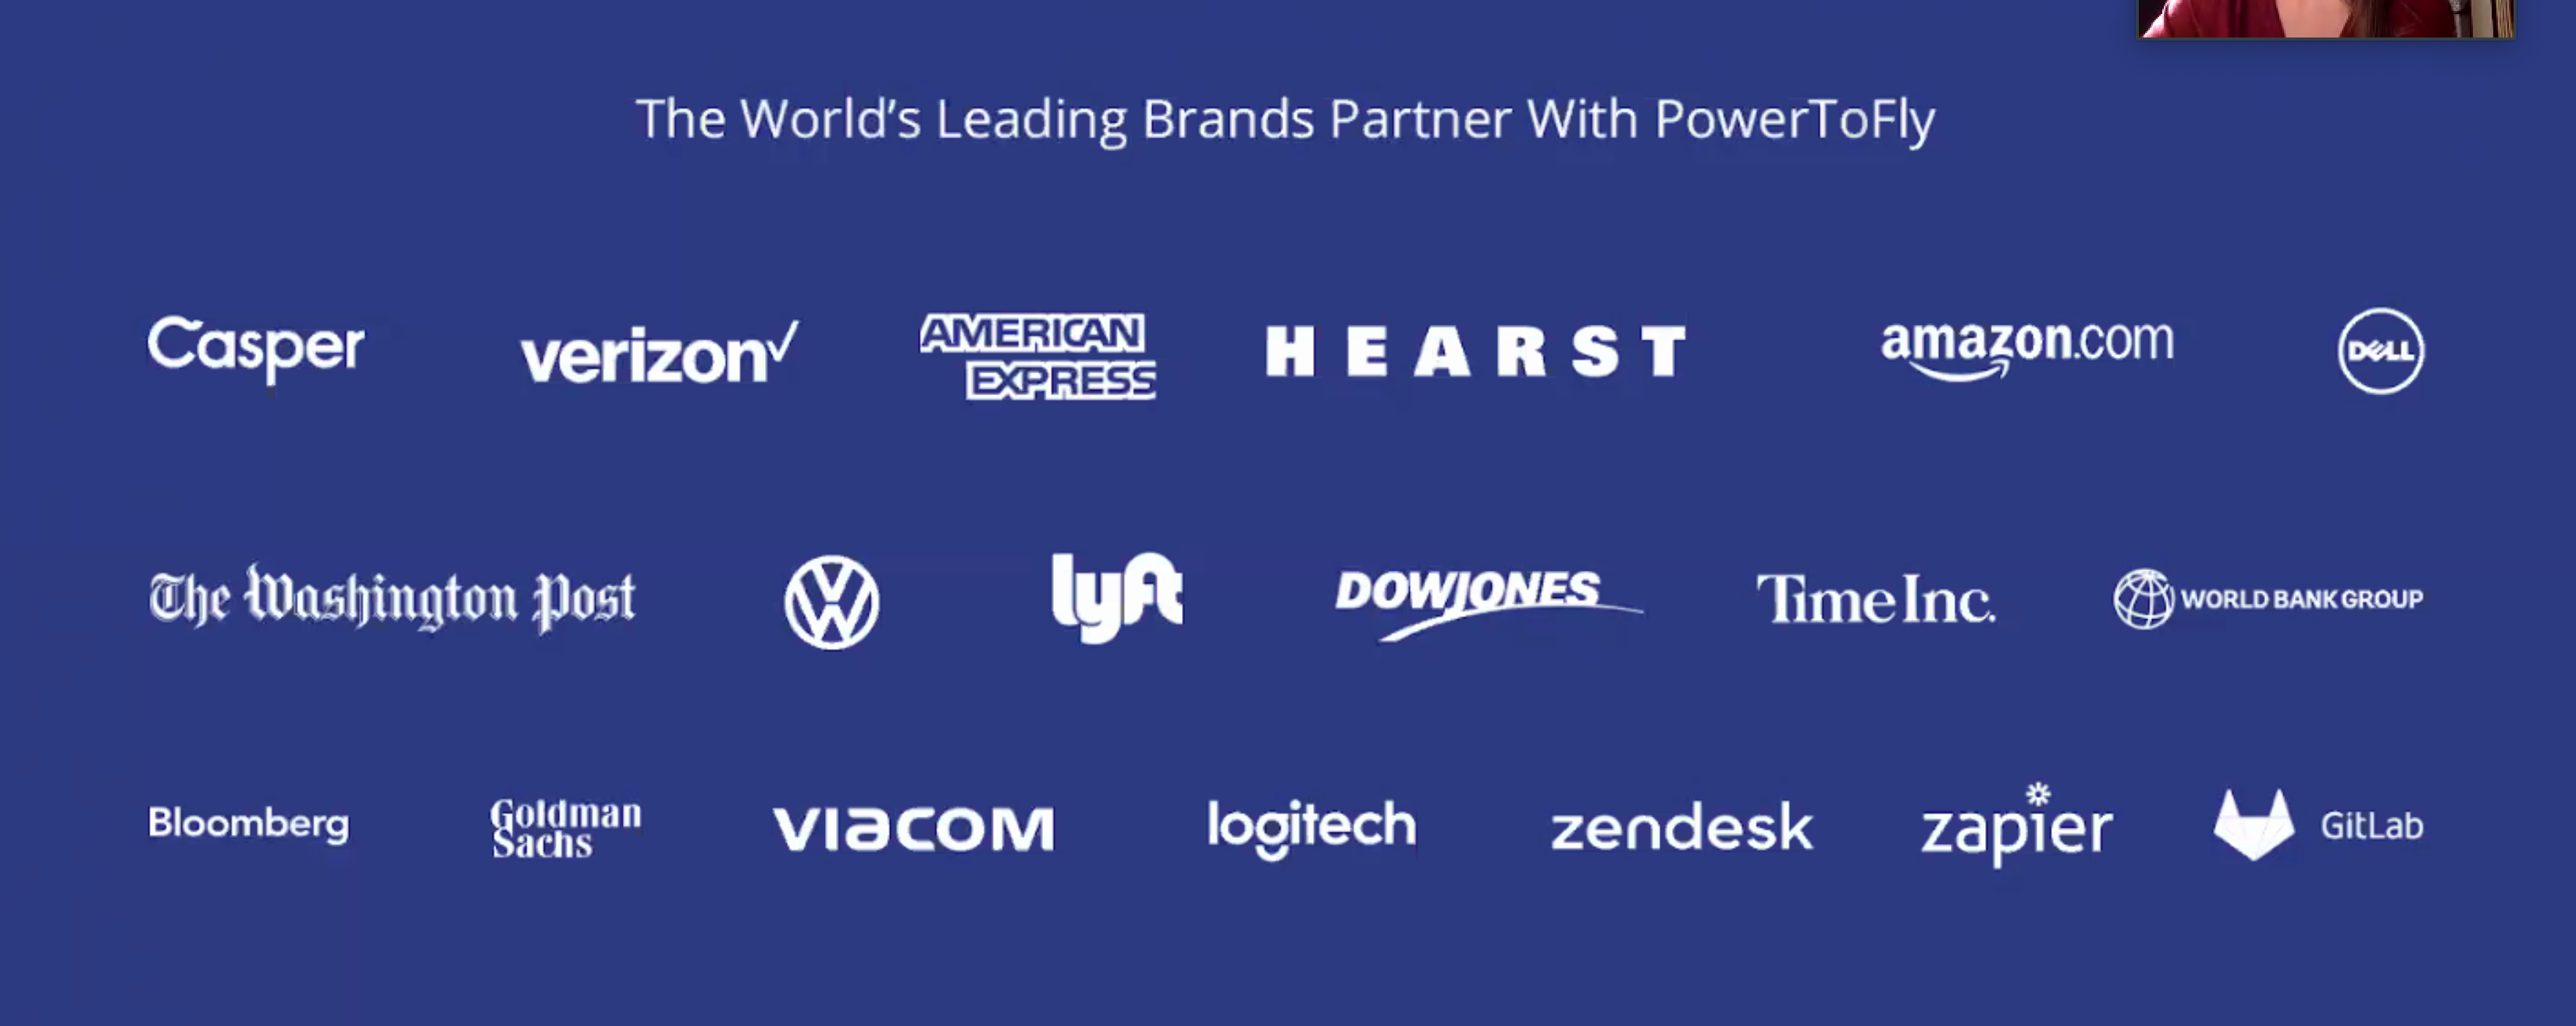 The World's Leading Brands Partner With PowerToFly
Casper verizon✓ AMERICAN EXPRESS HEARST amazon.com DELL
The Washington Post VW lyft DOWJONES Time Inc. WORLD BANK GROUP
Bloomberg Goldman Sachs VIACOM logitech zendesk zapier GitLab